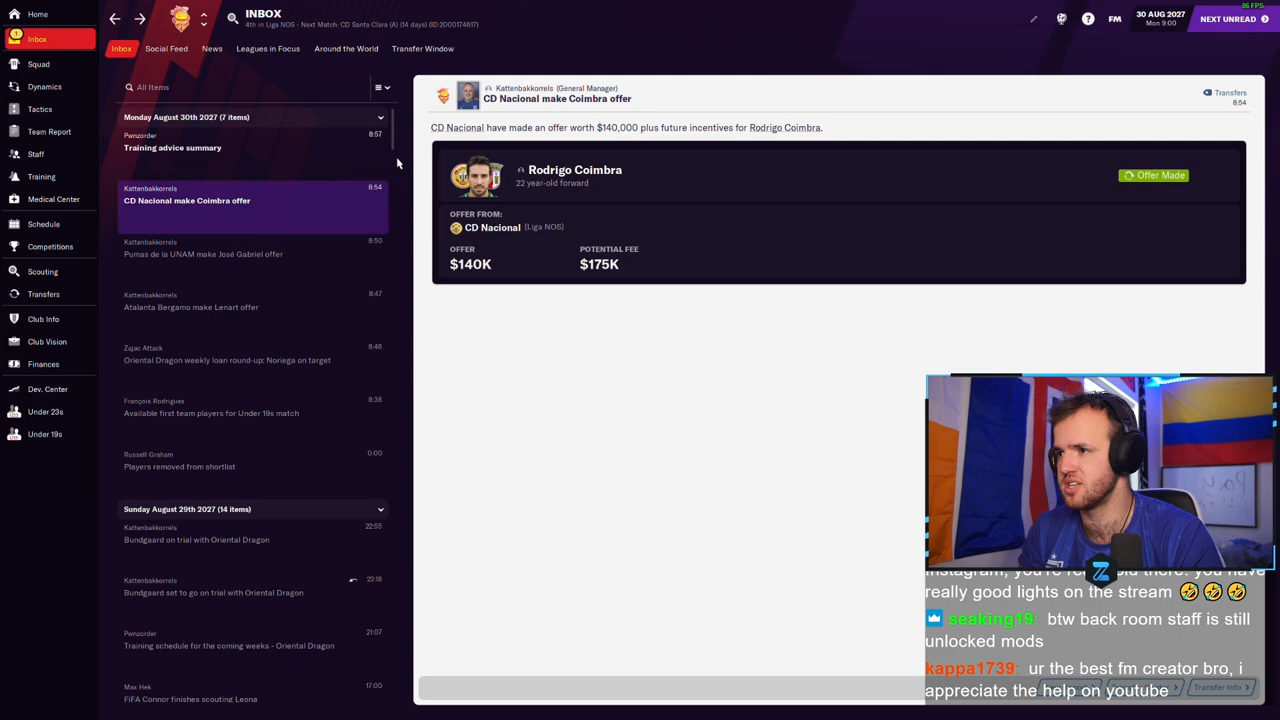 86 FPS
Home
1
Inbox
Squad
Dynamics
Tactics
Team Report
Staff
Training
Medical Center
Schedule
Competitions
Scouting
Transfers
Club Info
Club Vision
Finances
Dev. Center
Under 23s
Under 19s
INBOX
4th in Liga NOS - Next Match: CD Santa Clara (A) (14 days) (ID:2000174617)
FM
30 AUG 2027
Mon 9:00
NEXT UNREAD
Inbox
Social Feed
News
Leagues in Focus
Around the World
Transfer Window
All Items
Monday August 30th 2027 (7 items)
Pwnzorder 8:57
Training advice summary
Kattenbakkorrels 8:54
CD Nacional make Coimbra offer
Kattenbakkorrels 8:50
Pumas de la UNAM make José Gabriel offer
Kattenbakkorrels 8:47
Atalanta Bergamo make Lenart offer
Zajac Attack 8:46
Oriental Dragon weekly loan round-up: Noriega on target
François Rodrigues 8:38
Available first team players for Under 19s match
Russell Graham 0:00
Players removed from shortlist
Sunday August 29th 2027 (14 items)
Kattenbakkorrels 22:55
Bundgaard on trial with Oriental Dragon
Kattenbakkorrels 22:18
Bundgaard set to go on trial with Oriental Dragon
Pwnzorder 21:07
Training schedule for the coming weeks - Oriental Dragon
Max Hek 17:00
FiFA Connor finishes scouting Leona
Kattenbakkorrels (General Manager)
CD Nacional make Coimbra offer
Transfers
8:54
CD Nacional have made an offer worth $140,000 plus future incentives for Rodrigo Coimbra.
Rodrigo Coimbra
22 year-old forward
Offer Made
OFFER FROM:
CD Nacional (Liga NOS)
OFFER
$140K
POTENTIAL FEE
$175K
really good lights on the stream 🤣 🤣 🤣
seaking19: btw back room staff is still
unlocked mods
kappa1739: ur the best fm creator bro, i
appreciate the help on youtube
Transfer Info